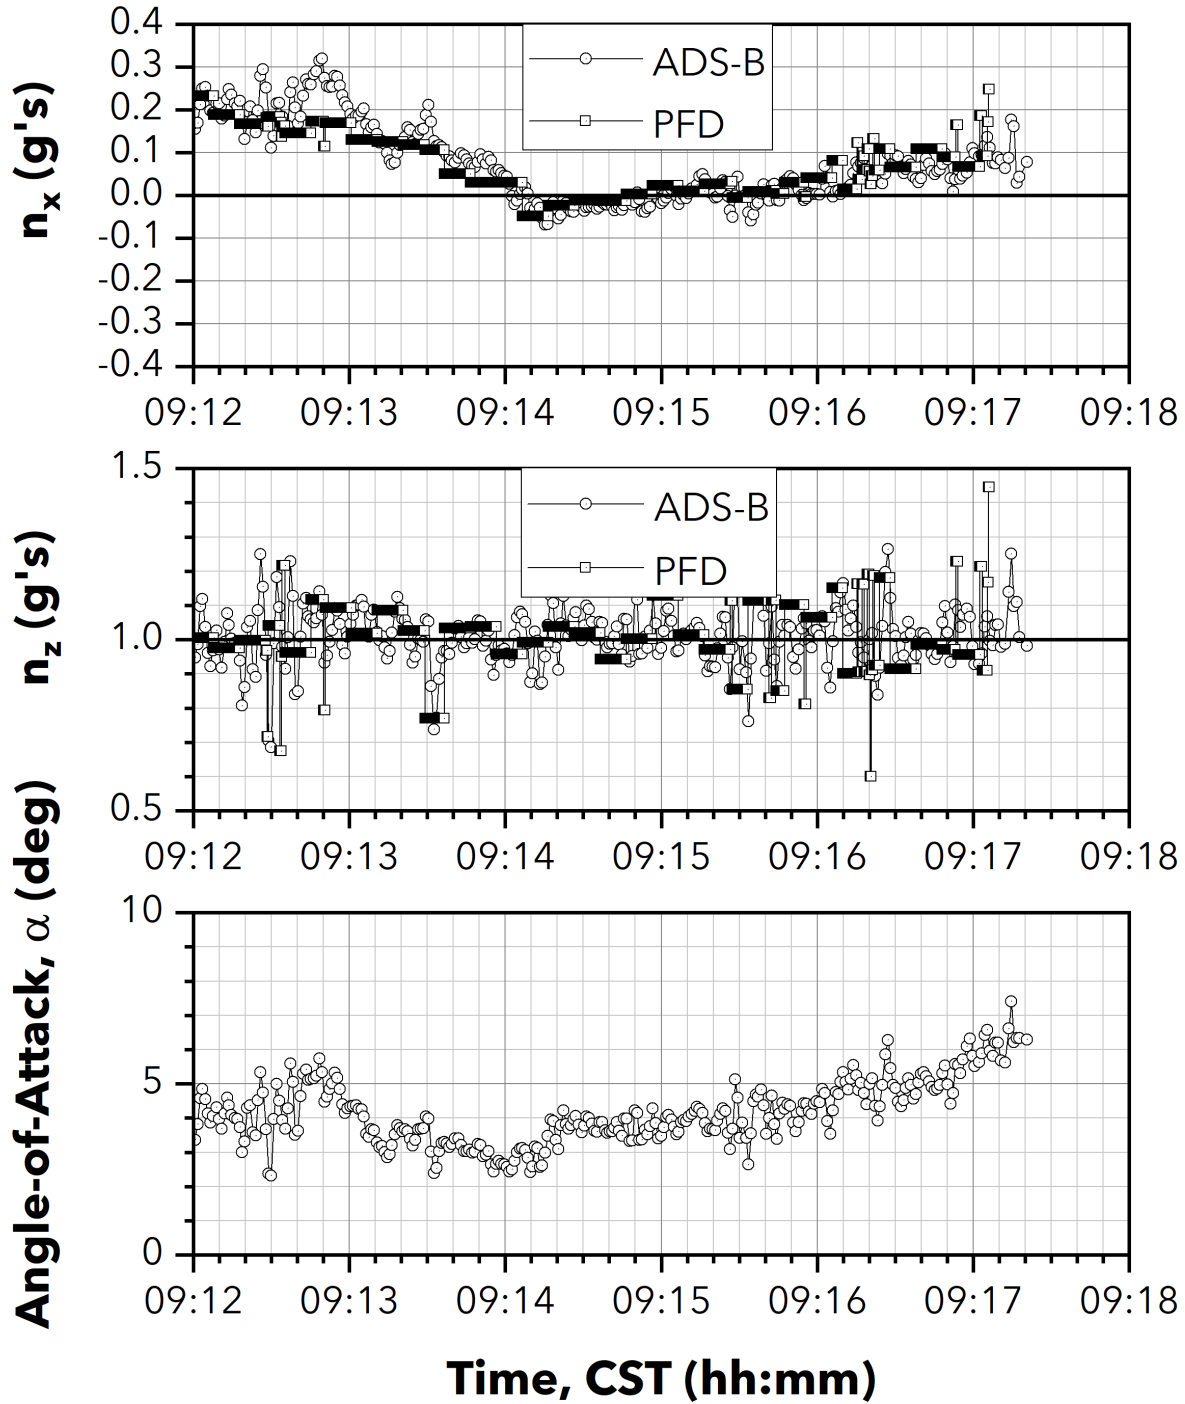 0.4
0.3
0.2
0.1
0.0
-0.1
-0.2
-0.3
-0.4
nx (g's)
ADS-B
PFD
09:12 09:13 09:14 09:15 09:16 09:17 09:18
1.5
1.0
0.5
nz (g's)
ADS-B
PFD
09:12 09:13 09:14 09:15 09:16 09:17 09:18
10
5
0
Angle-of-Attack, α (deg)
09:12 09:13 09:14 09:15 09:16 09:17 09:18
Time, CST (hh:mm)